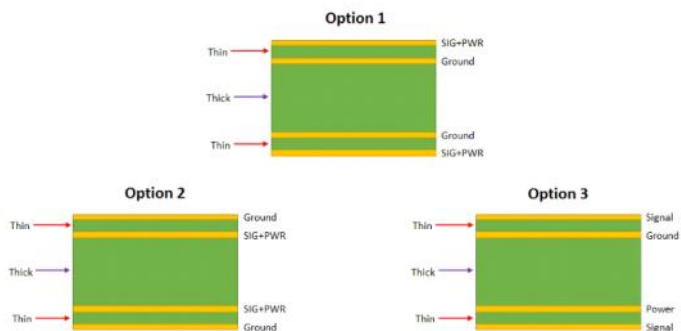 Option 1
SIG+PWR
Thin
Ground
Thick
Ground
Thin
SIG+PWR
Option 2
Ground
Thin
SIG+PWR
Thick
SIG+PWR
Thin
Ground
Option 3
Signal
Thin
Ground
Thick
Power
Thin
Signal